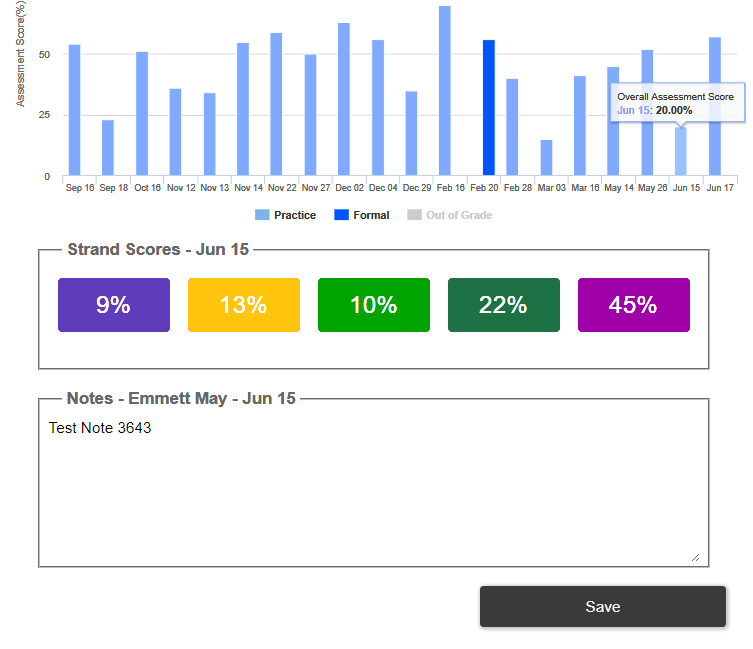 Assessment Score(%)
50
25
0
Overall Assessment Score
Jun 15: 20.00%
Sep 16 Sep 18 Oct 16 Nov 12 Nov 13 Nov 14 Nov 22 Nov 27 Dec 02 Dec 04 Dec 29 Feb 16 Feb 20 Feb 28 Mar 03 Mar 16 May 14 May 26 Jun 15 Jun 17
Practice Formal Out of Grade
Strand Scores - Jun 15
9% 13% 10% 22% 45%
Notes - Emmett May - Jun 15
Test Note 3643
Save